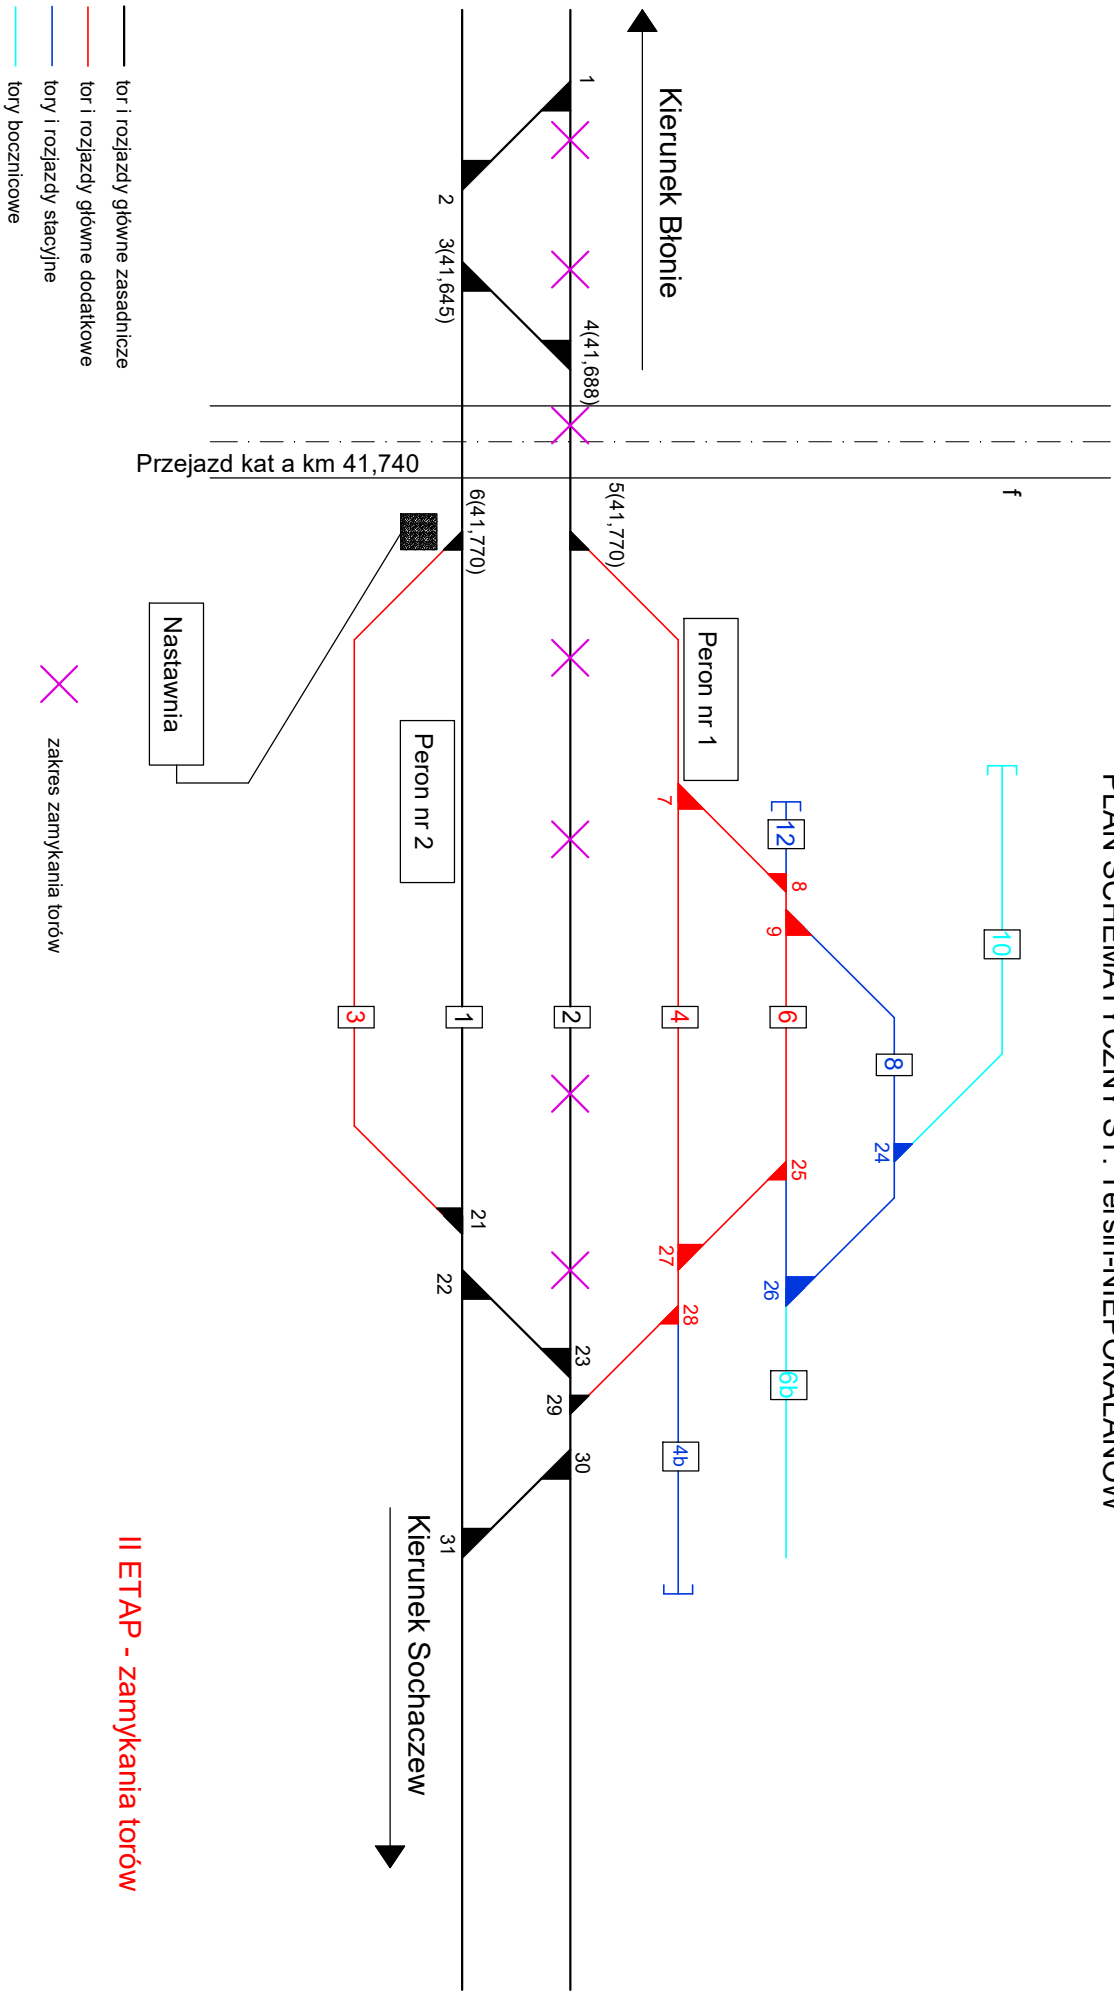 PLAN SCHEMATYCZNY ST. Teresin-NIEPOKALANÓW
Kierunek Błonie
f
1
2
3(41,645)
4(41,688)
Przejazd kat a km 41,740
5(41,770)
6(41,770)
Nastawnia
Peron nr 1
Peron nr 2
7
8
9
12
10
8
6
4
2
1
3
24
25
26
27
28
21
22
23
29
30
31
6b
4b
Kierunek Sochaczew
II ETAP - zamykania torów
tor i rozjazdy główne zasadnicze
tor i rozjazdy główne dodatkowe
tory i rozjazdy stacyjne
tory bocznicowe
zakres zamykania torów